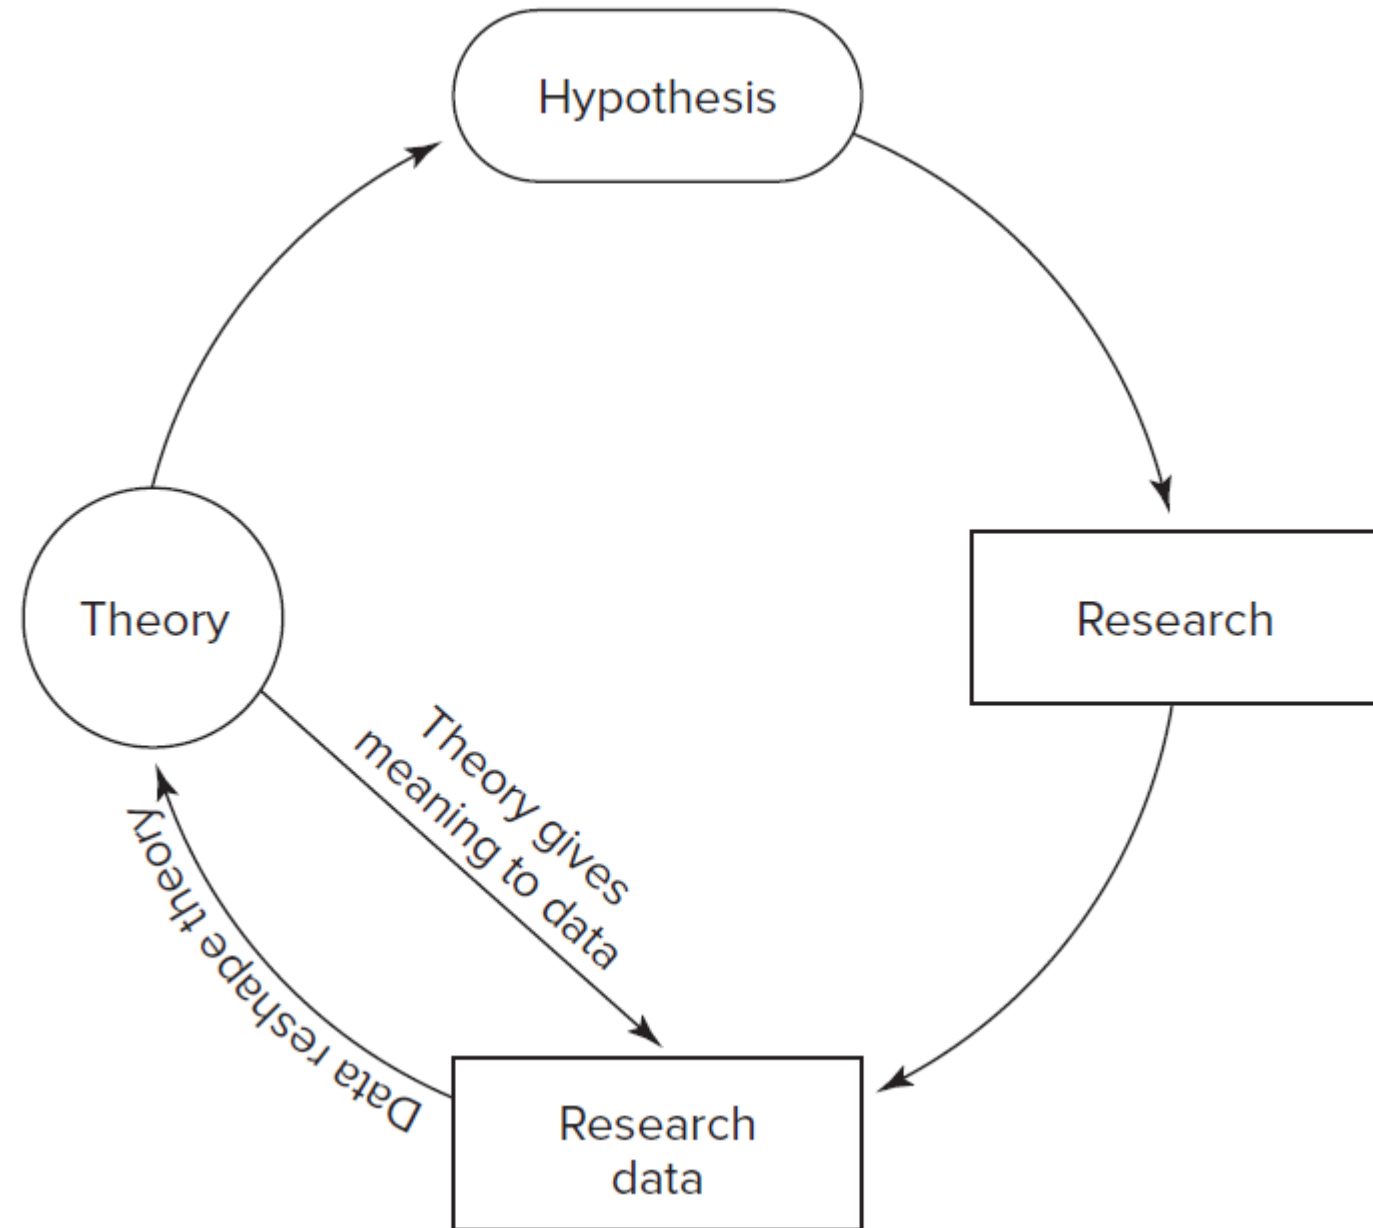 Hypothesis
Research
Theory
Theory gives
meaning to data
Data reshape theory
Research
data